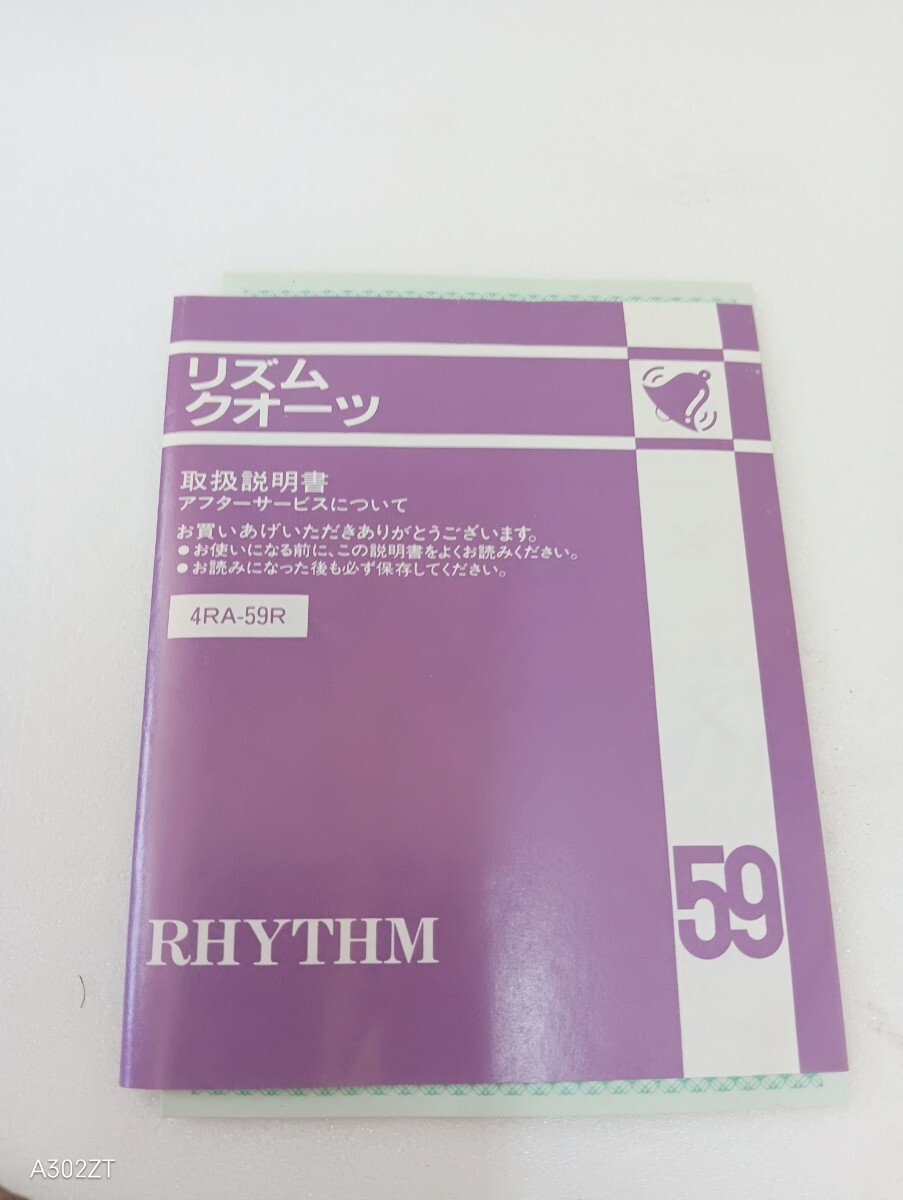 リズム
クオーツ
取扱説明書
アフターサービスについて
お買いあげいただきありがとうございます。
●お使いになる前に、この説明書をよくお読みください。
●お読みになった後も必ず保存してください。
4RA-59R
59
RHYTHM
A302ZT